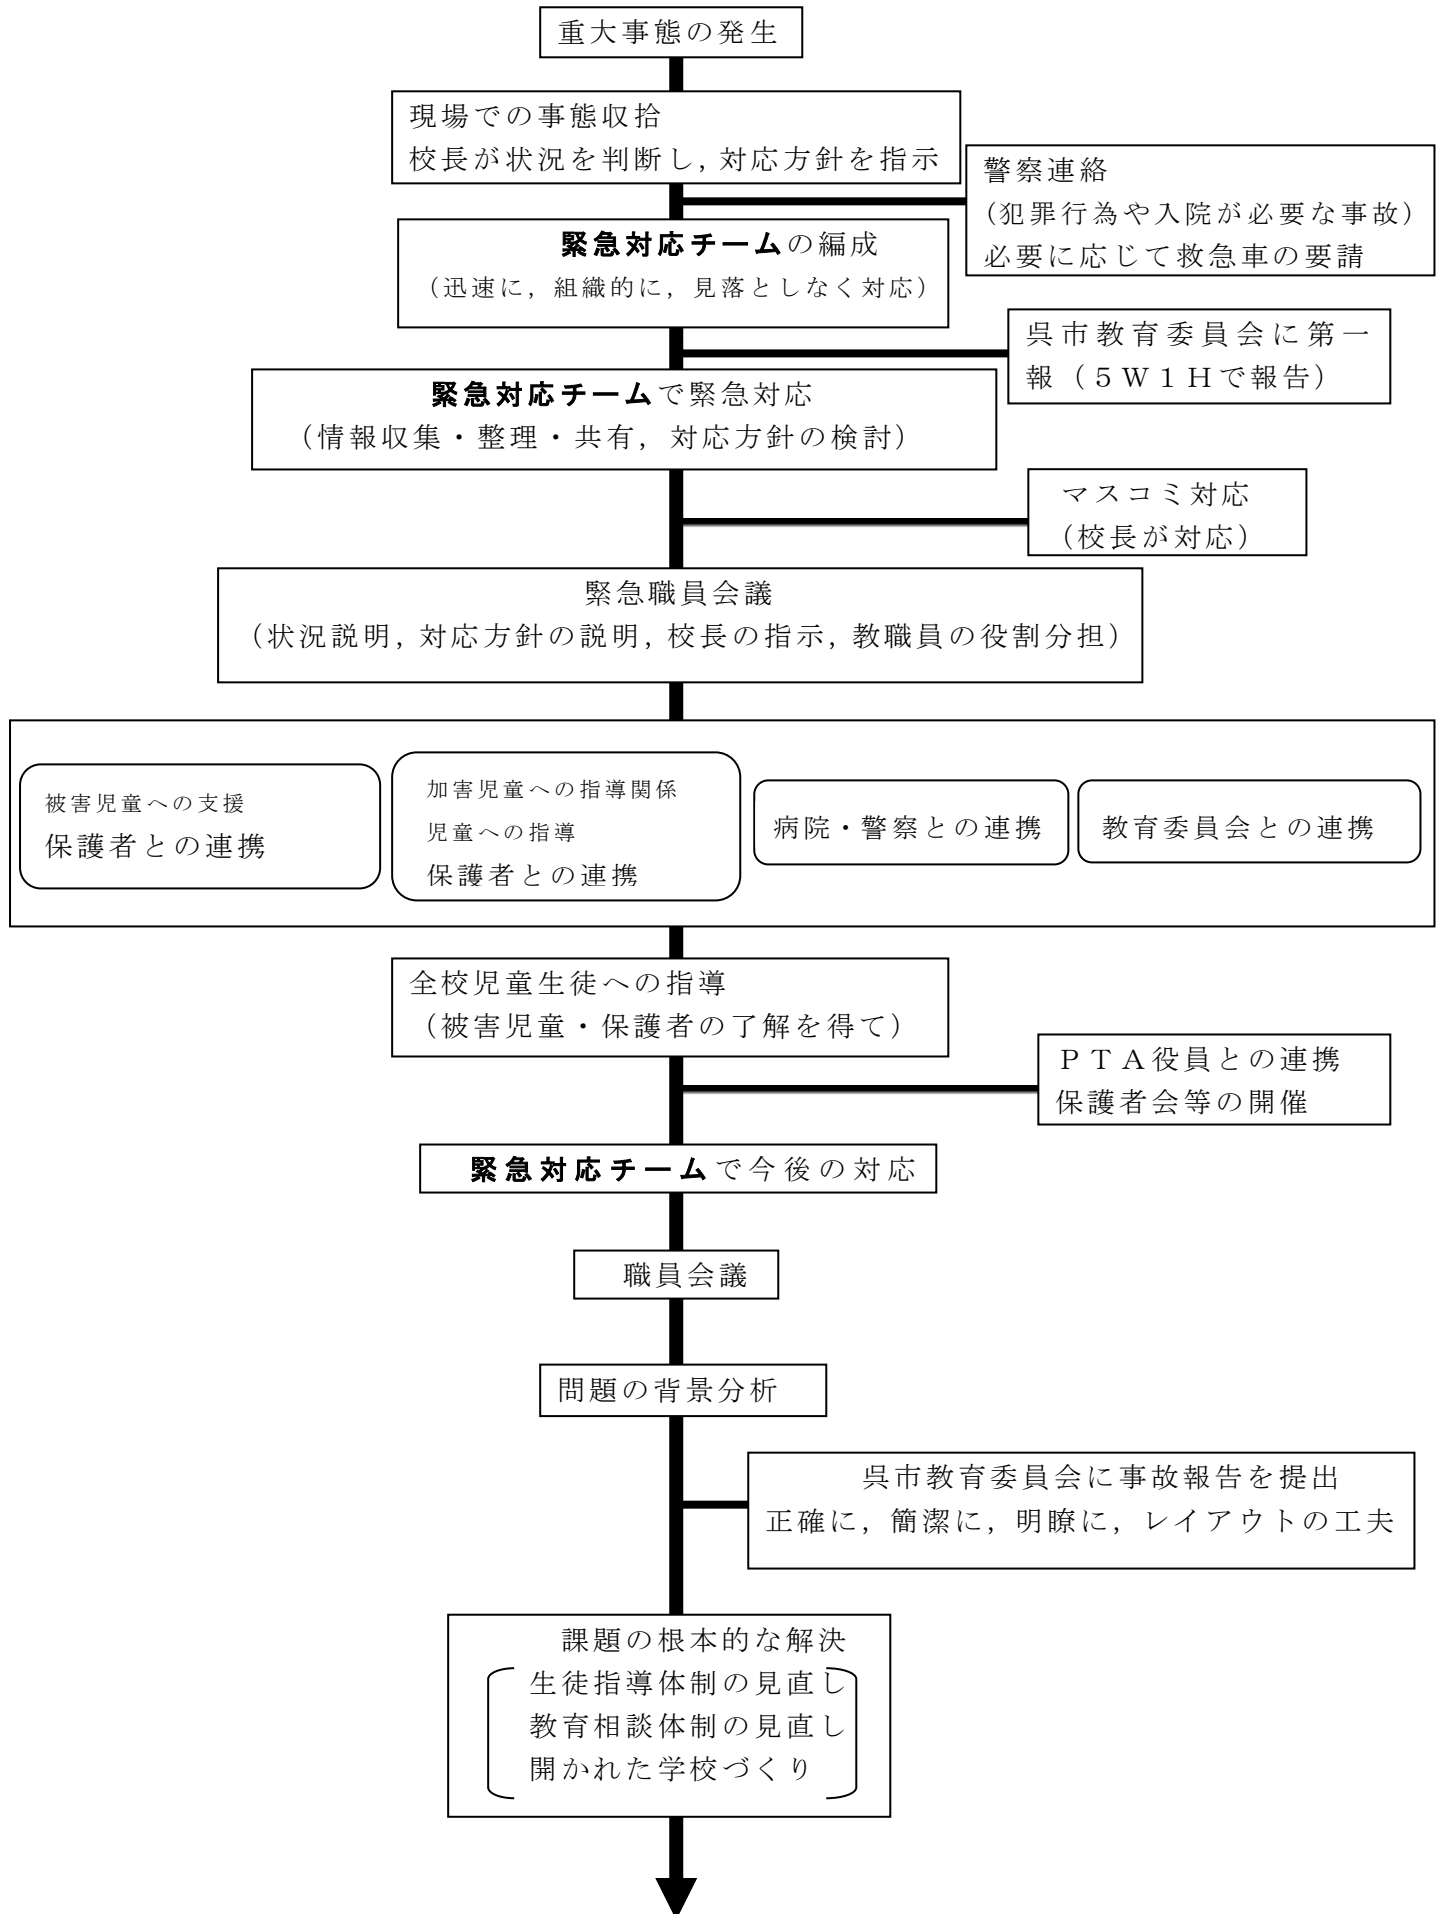 重大事態の発生
現場での事態収拾
校長が状況を判断し，対応方針を指示
警察連絡
（犯罪行為や入院が必要な事故）
必要に応じて救急車の要請
緊急対応チームの編成
（迅速に，組織的に，見落としなく対応）
呉市教育委員会に第一
報（５Ｗ１Ｈで報告）
緊急対応チームで緊急対応
（情報収集・整理・共有，対応方針の検討）
マスコミ対応
（校長が対応）
緊急職員会議
（状況説明，対応方針の説明，校長の指示，教職員の役割分担）
被害児童への支援
保護者との連携
加害児童への指導関係
児童への指導
保護者との連携
病院・警察との連携
教育委員会との連携
全校児童生徒への指導
（被害児童・保護者の了解を得て）
ＰＴＡ役員との連携
保護者会等の開催
緊急対応チームで今後の対応
職員会議
問題の背景分析
呉市教育委員会に事故報告を提出
正確に，簡潔に，明瞭に，レイアウトの工夫
課題の根本的な解決
生徒指導体制の見直し
教育相談体制の見直し
開かれた学校づくり